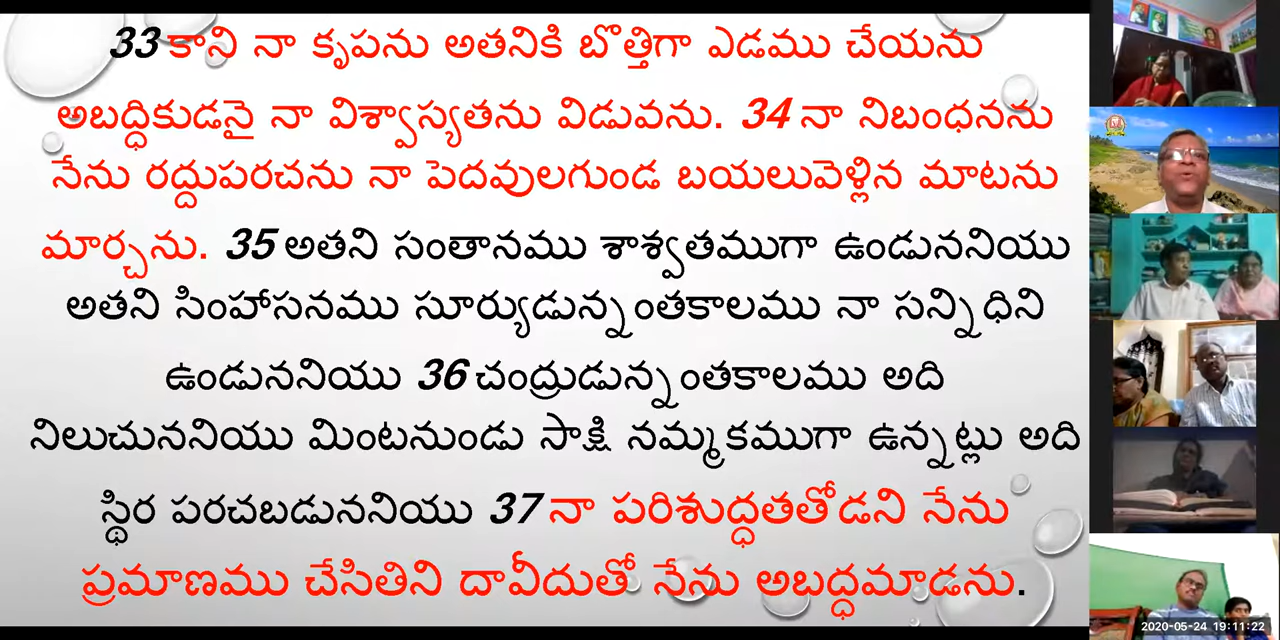 33 కాని నా కృపను అతనికి బొత్తిగా ఎడము చేయను
అబద్ధికుడనై నా విశ్వాస్యతను విడువను. 34 నా నిబంధనను
నేను రద్దుపరచను నా పెదవులగుండ బయలువెళ్లిన మాటను
మార్చను. 35 అతని సంతానము శాశ్వతముగా ఉండుననియు
అతని సింహాసనము సూర్యుడున్నంతకాలము నా సన్నిధిని
ఉండుననియు 36 చంద్రుడున్నంతకాలము అది
నిలుచుననియు మింటనుండు సాక్షి నమ్మకముగా ఉన్నట్లు అది
స్థిర పరచబడుననియు 37 నా పరిశుద్ధతతోడని నేను
ప్రమాణము చేసితిని దావీదుతో నేను అబద్ధమాడను.
2020-05-24 19:11:22